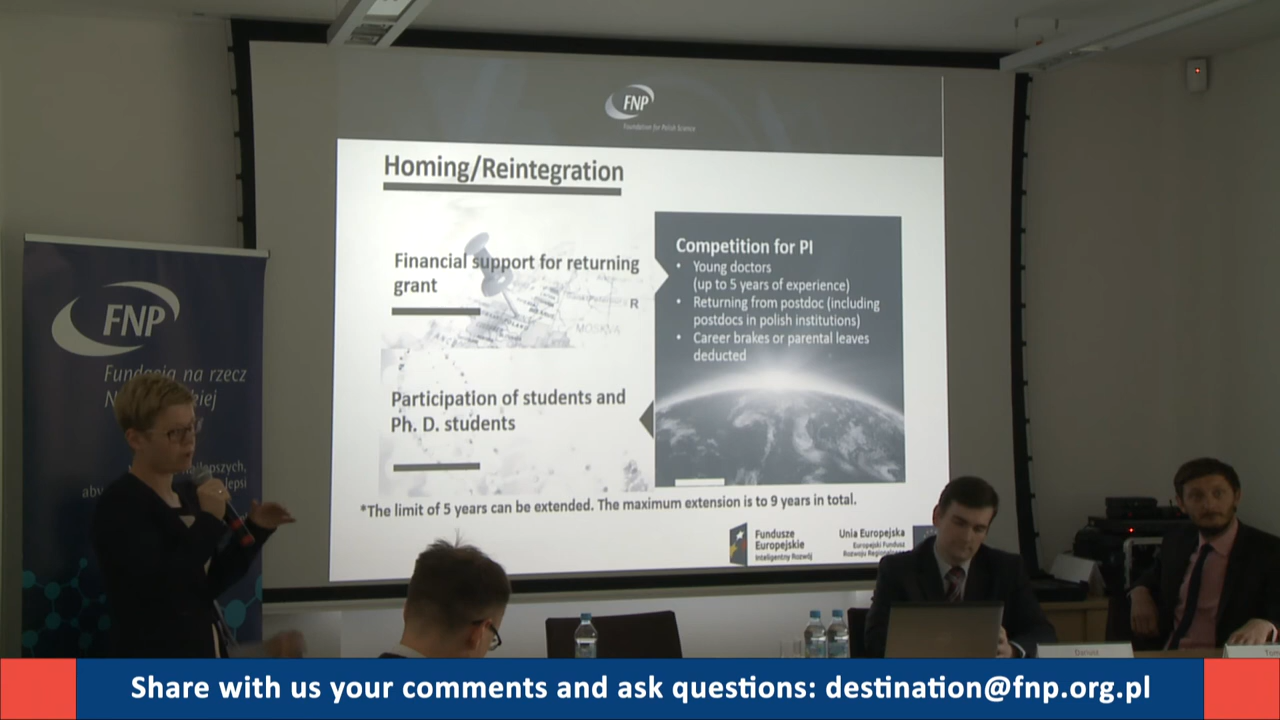 FNP
Foundation for Polish Science
Homing/Reintegration
Financial support for returning
grant
R
MOSKVA
Participation of students and
Ph. D. students
Competition for PI
• Young doctors
(up to 5 years of experience)
• Returning from postdoc (including
postdocs in polish institutions)
• Career brakes or parental leaves
deducted
*The limit of 5 years can be extended. The maximum extension is to 9 years in total.
Fundusze
Europejskie
Inteligentny Rozwój
Unia Europejska
Europejski Fundusz
Rozwoju
FNP
Fundacja na rzecz
abv
lepsi
Dariusz
Share with us your comments and ask questions: destination@fnp.org.pl